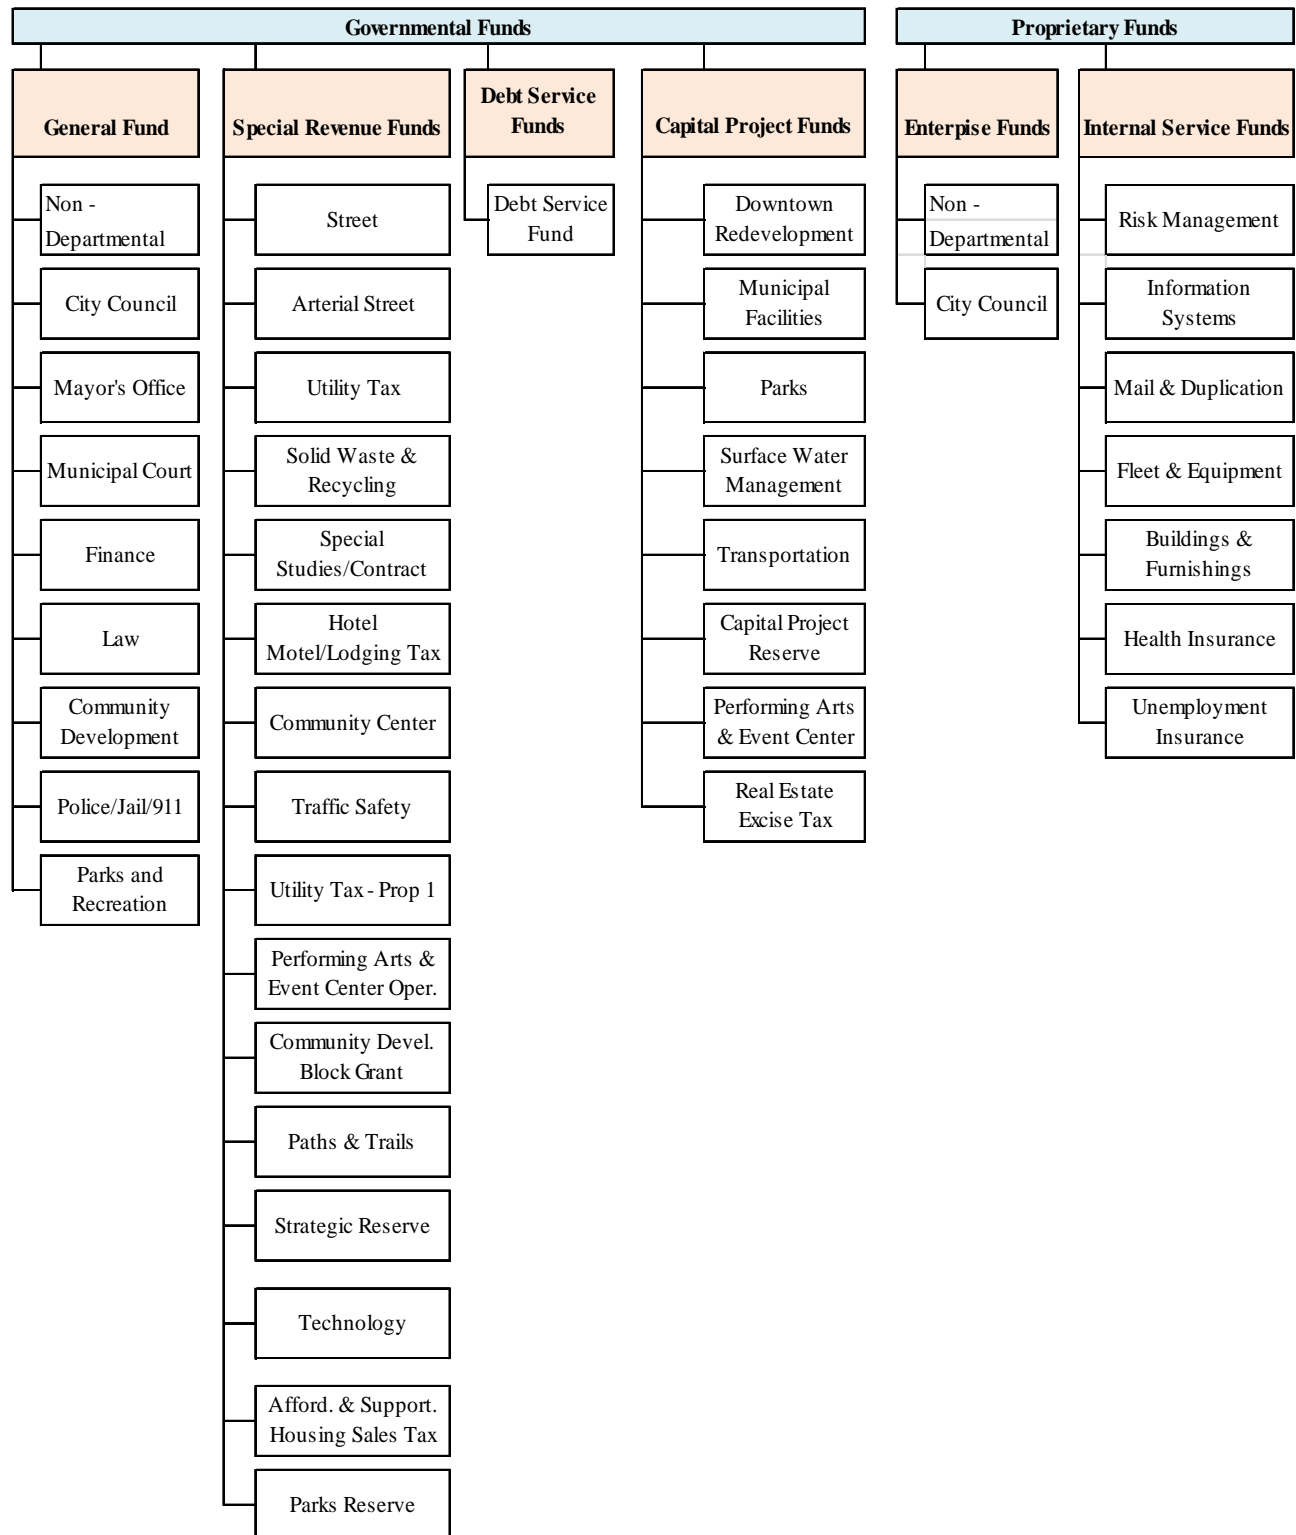 Governmental Funds
Proprietary Funds
General Fund
Special Revenue Funds
Debt Service
Funds
Capital Project Funds
Enterpise Funds
Internal Service Funds
Non -
Departmental
City Council
Mayor's Office
Municipal Court
Finance
Law
Community
Development
Police/Jail/911
Parks and
Recreation
Street
Arterial Street
Utility Tax
Solid Waste &
Recycling
Special
Studies/Contract
Hotel
Motel/Lodging Tax
Community Center
Traffic Safety
Utility Tax - Prop 1
Performing Arts &
Event Center Oper.
Community Devel.
Block Grant
Paths & Trails
Strategic Reserve
Technology
Afford. & Support.
Housing Sales Tax
Parks Reserve
Debt Service
Fund
Downtown
Redevelopment
Municipal
Facilities
Parks
Surface Water
Management
Transportation
Capital Project
Reserve
Performing Arts
& Event Center
Real Estate
Excise Tax
Non -
Departmental
City Council
Risk Management
Information
Systems
Mail & Duplication
Fleet & Equipment
Buildings &
Furnishings
Health Insurance
Unemployment
Insurance